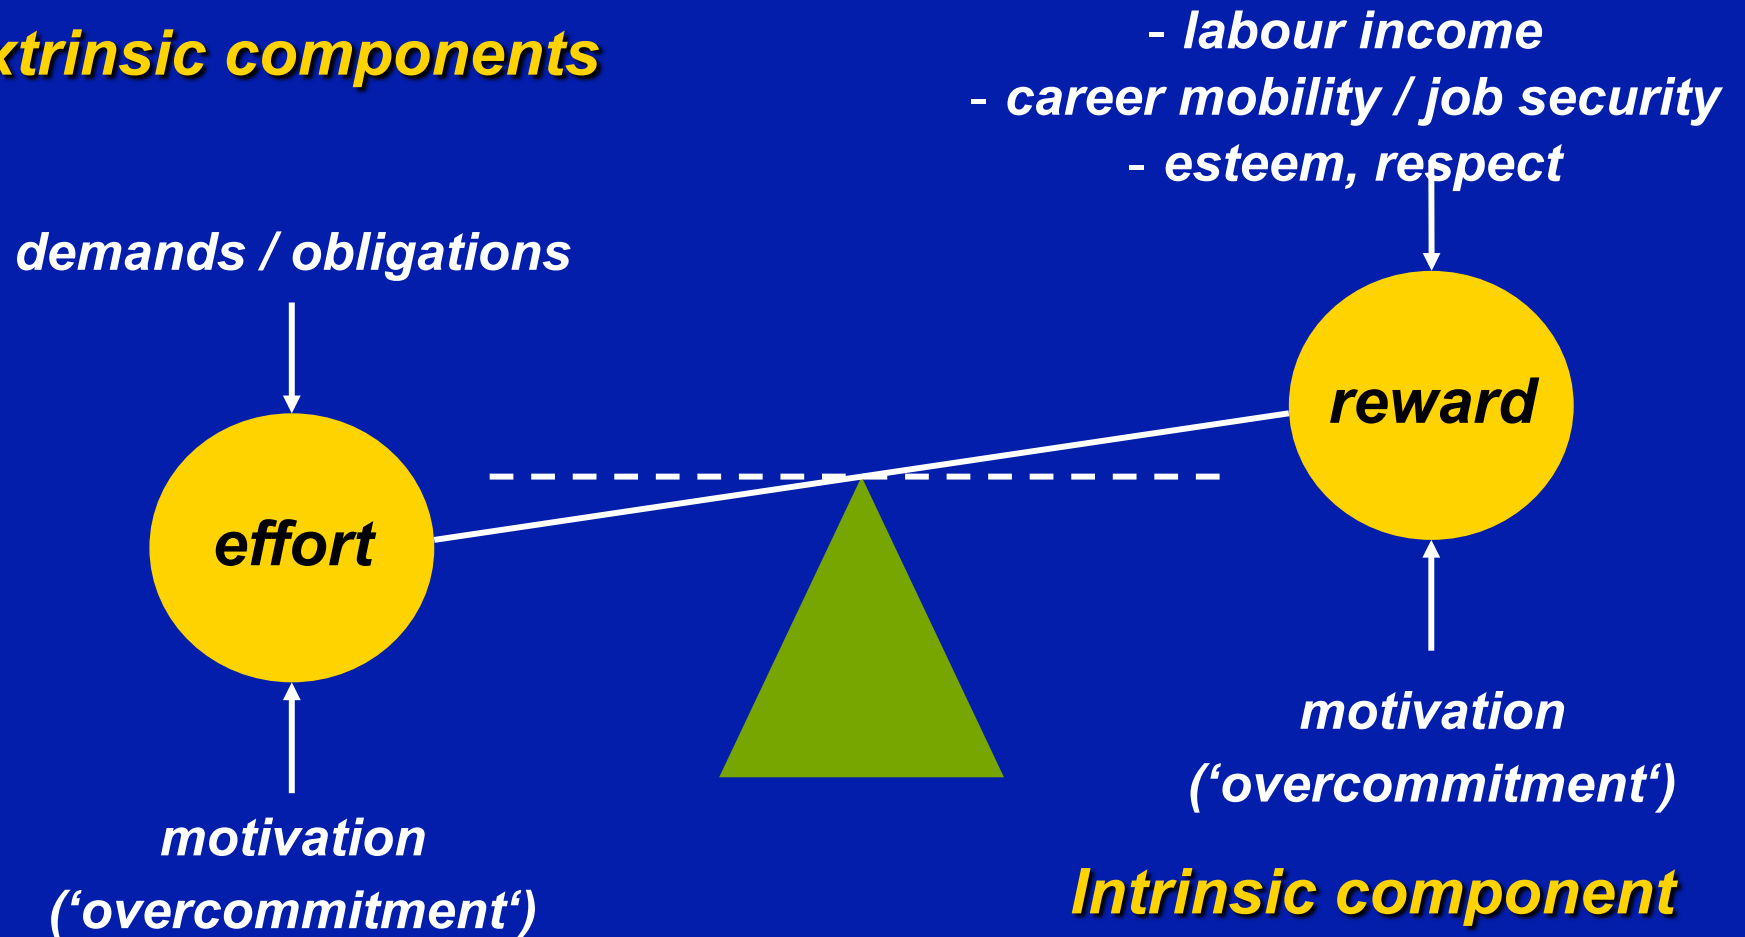 xtrinsic components
- labour income
- career mobility / job security
- esteem, respect
demands / obligations
reward
effort
motivation
(‘overcommitment‘)
motivation
(‘overcommitment‘)
Intrinsic component